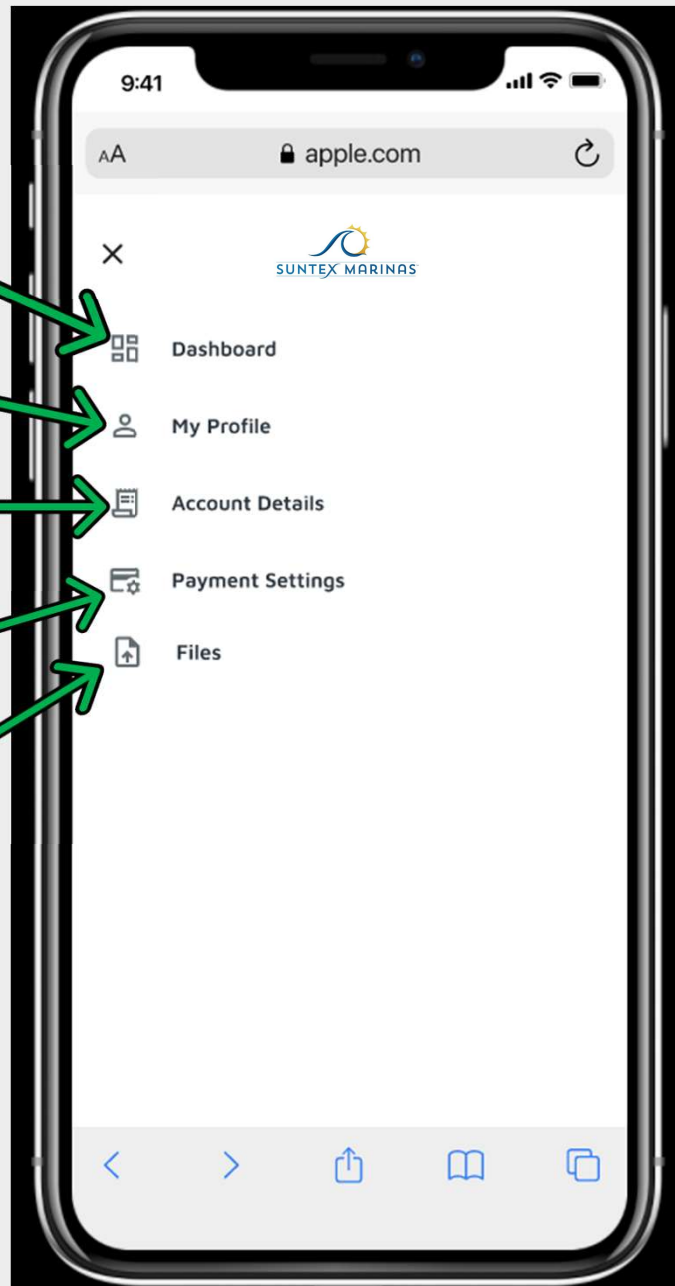 9:41
AA
apple.com
SUNTEX MARINAS
Dashboard
My Profile
Account Details
Payment Settings
Files